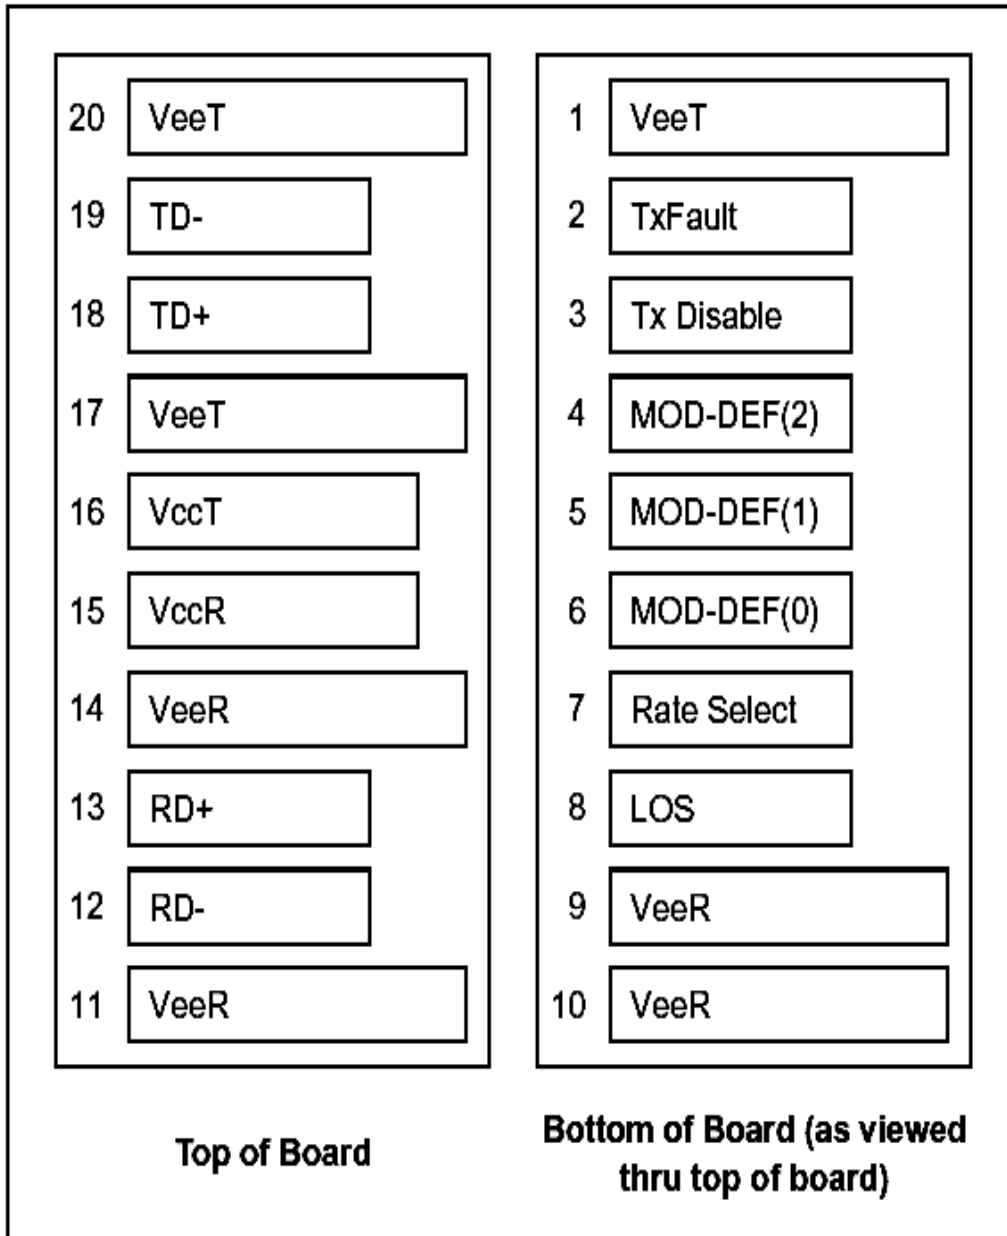 20 VeeT
19 TD-
18 TD+
17 VeeT
16 VccT
15 VccR
14 VeeR
13 RD+
12 RD-
11 VeeR
Top of Board
1 VeeT
2 TxFault
3 Tx Disable
4 MOD-DEF(2)
5 MOD-DEF(1)
6 MOD-DEF(0)
7 Rate Select
8 LOS
9 VeeR
10 VeeR
Bottom of Board (as viewed
thru top of board)